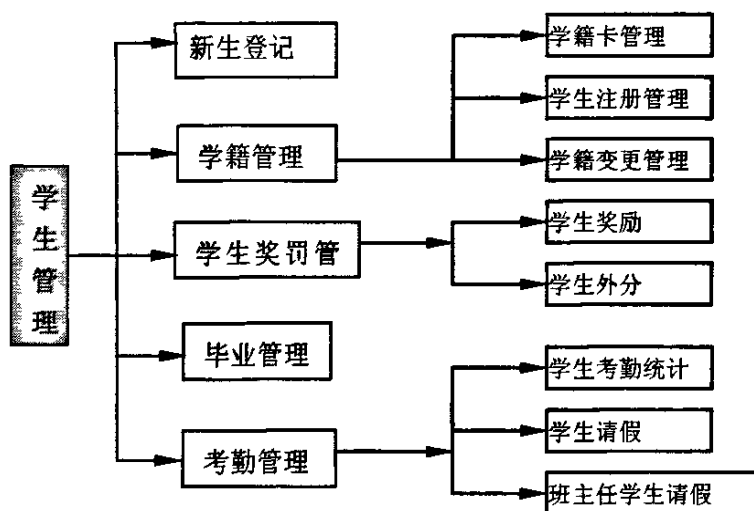 学生管理
新生登记
学籍管理
学生奖罚管
毕业管理
考勤管理
学籍卡管理
学生注册管理
学籍变更管理
学生奖励
学生外分
学生考勤统计
学生请假
班主任学生请假